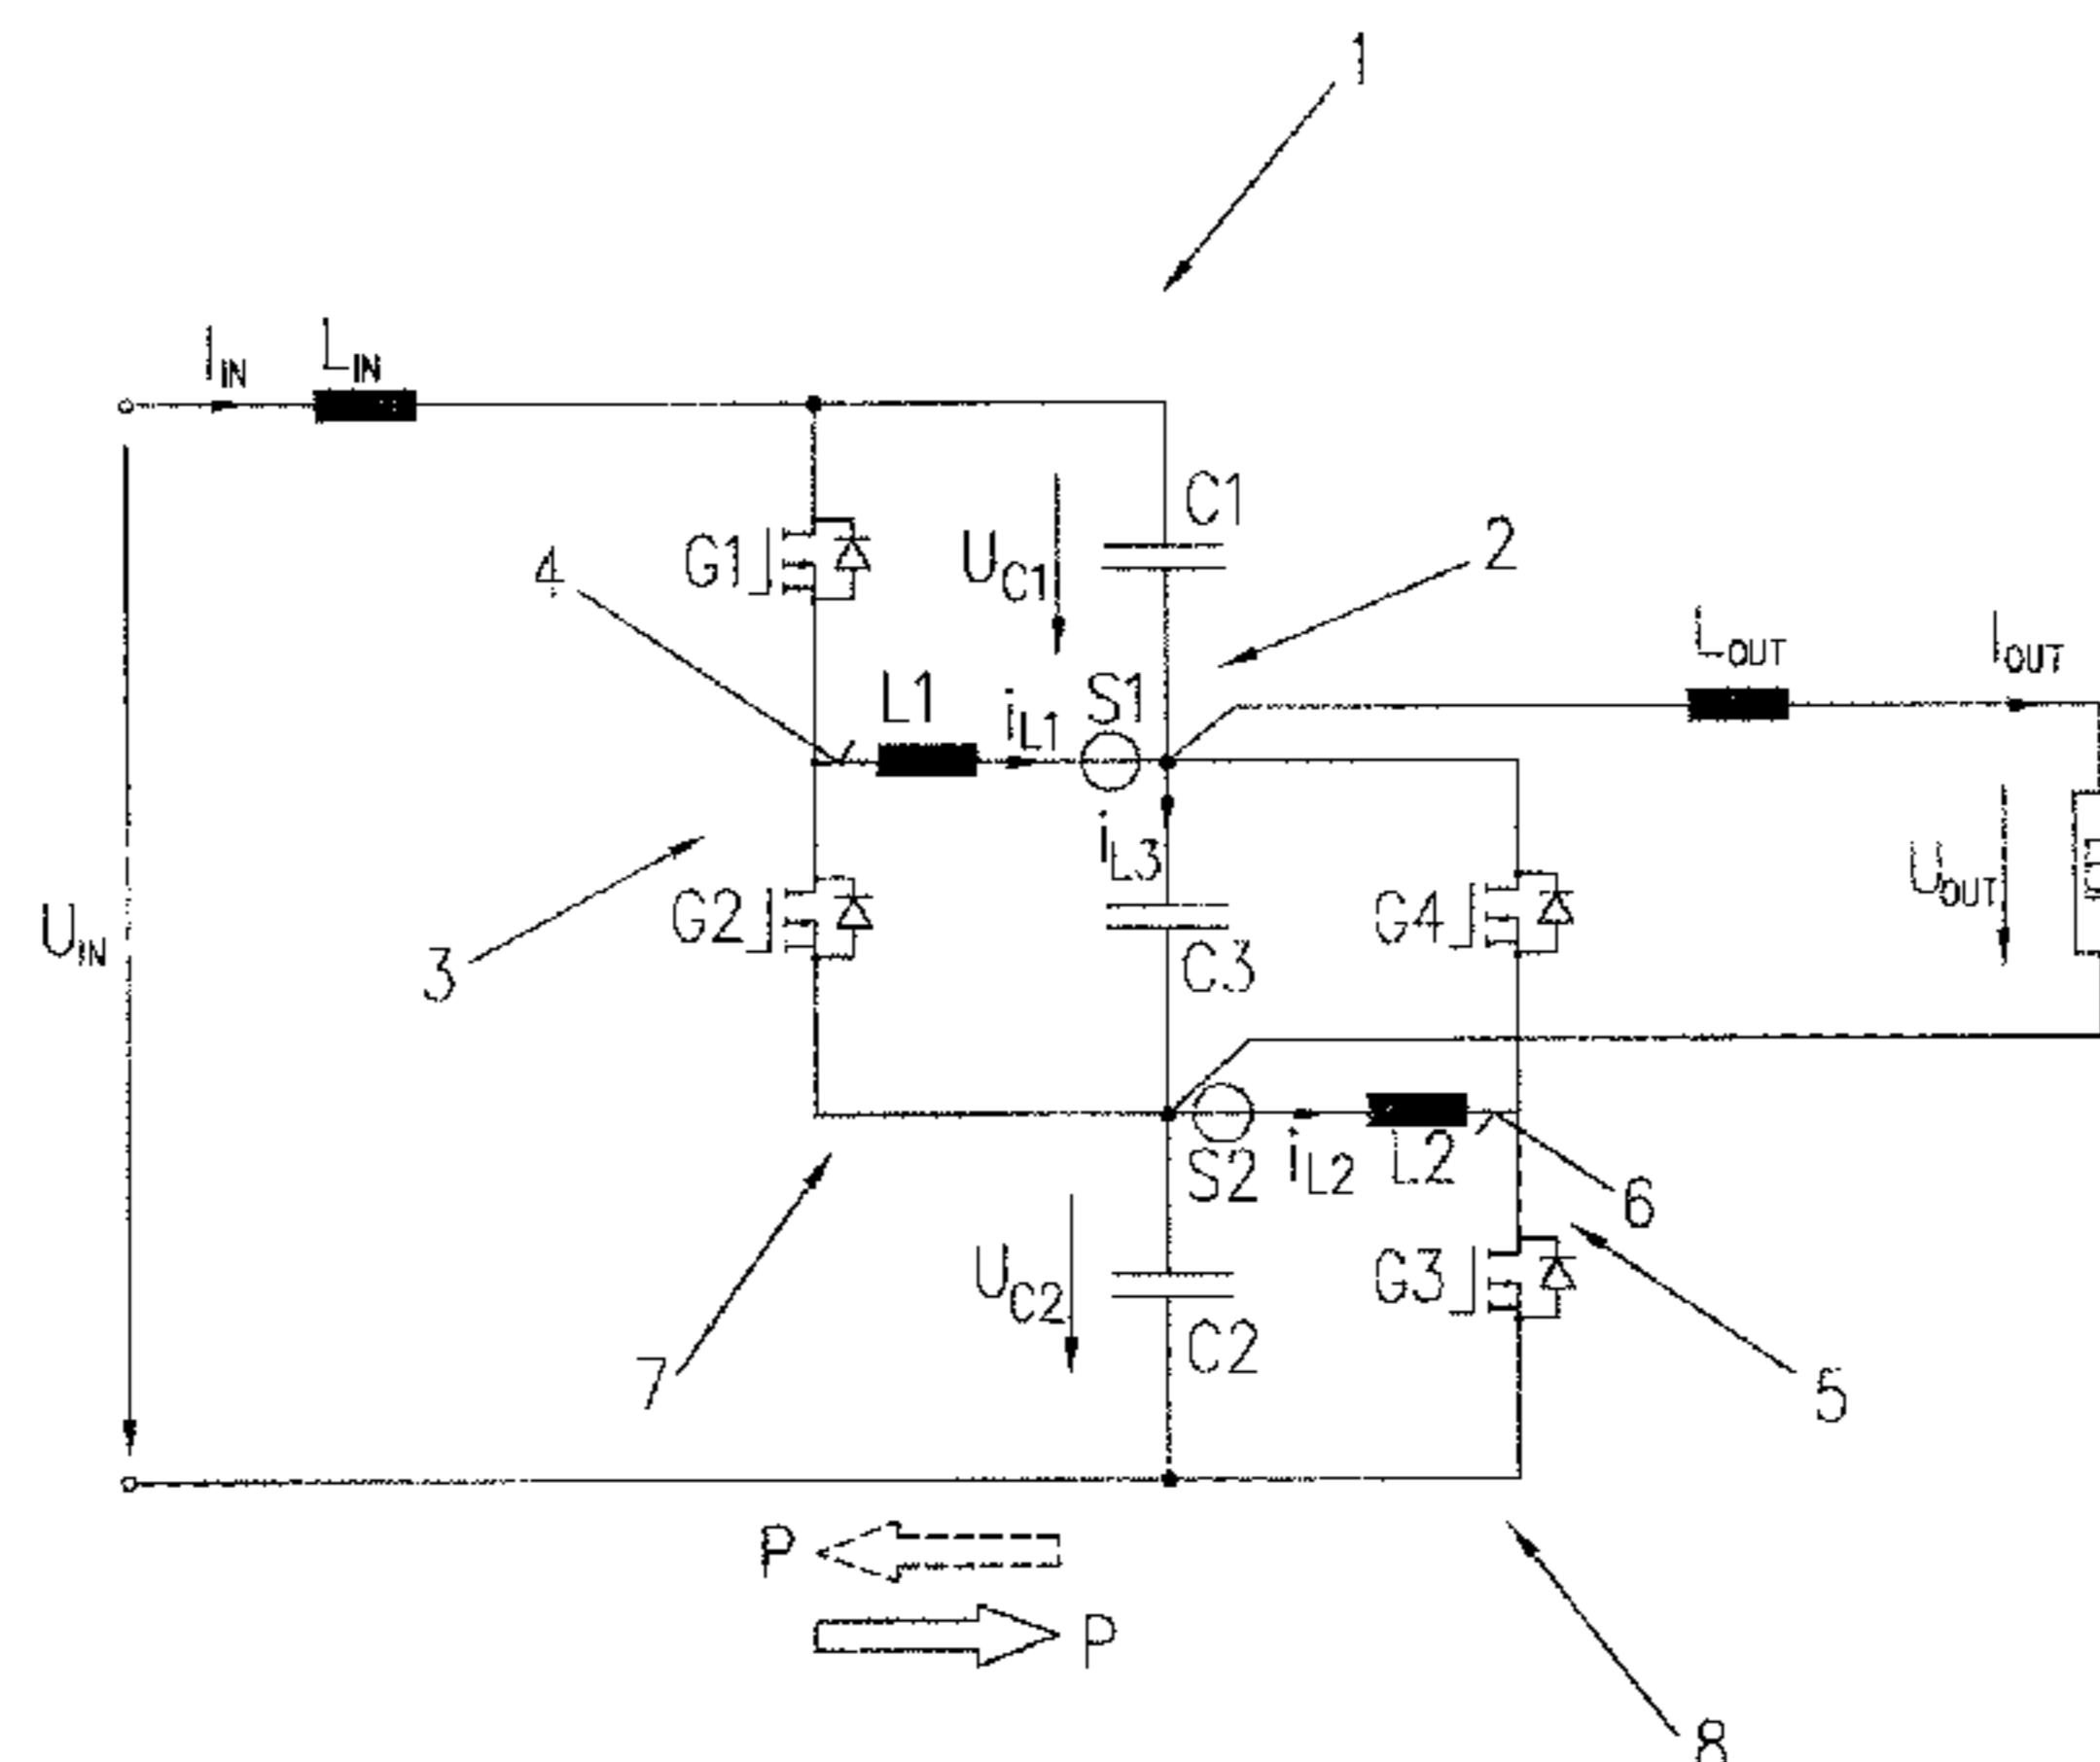 1
I_IN
L_IN
C1
2
4
G1
U_C1
L_OUT
I_OUT
L1
i_L1
S1
i_L3
U_OUT
G2
G4
U_IN
3
C3
S2
i_L2
L2
6
U_C2
G3
C2
7
5
P
P
8